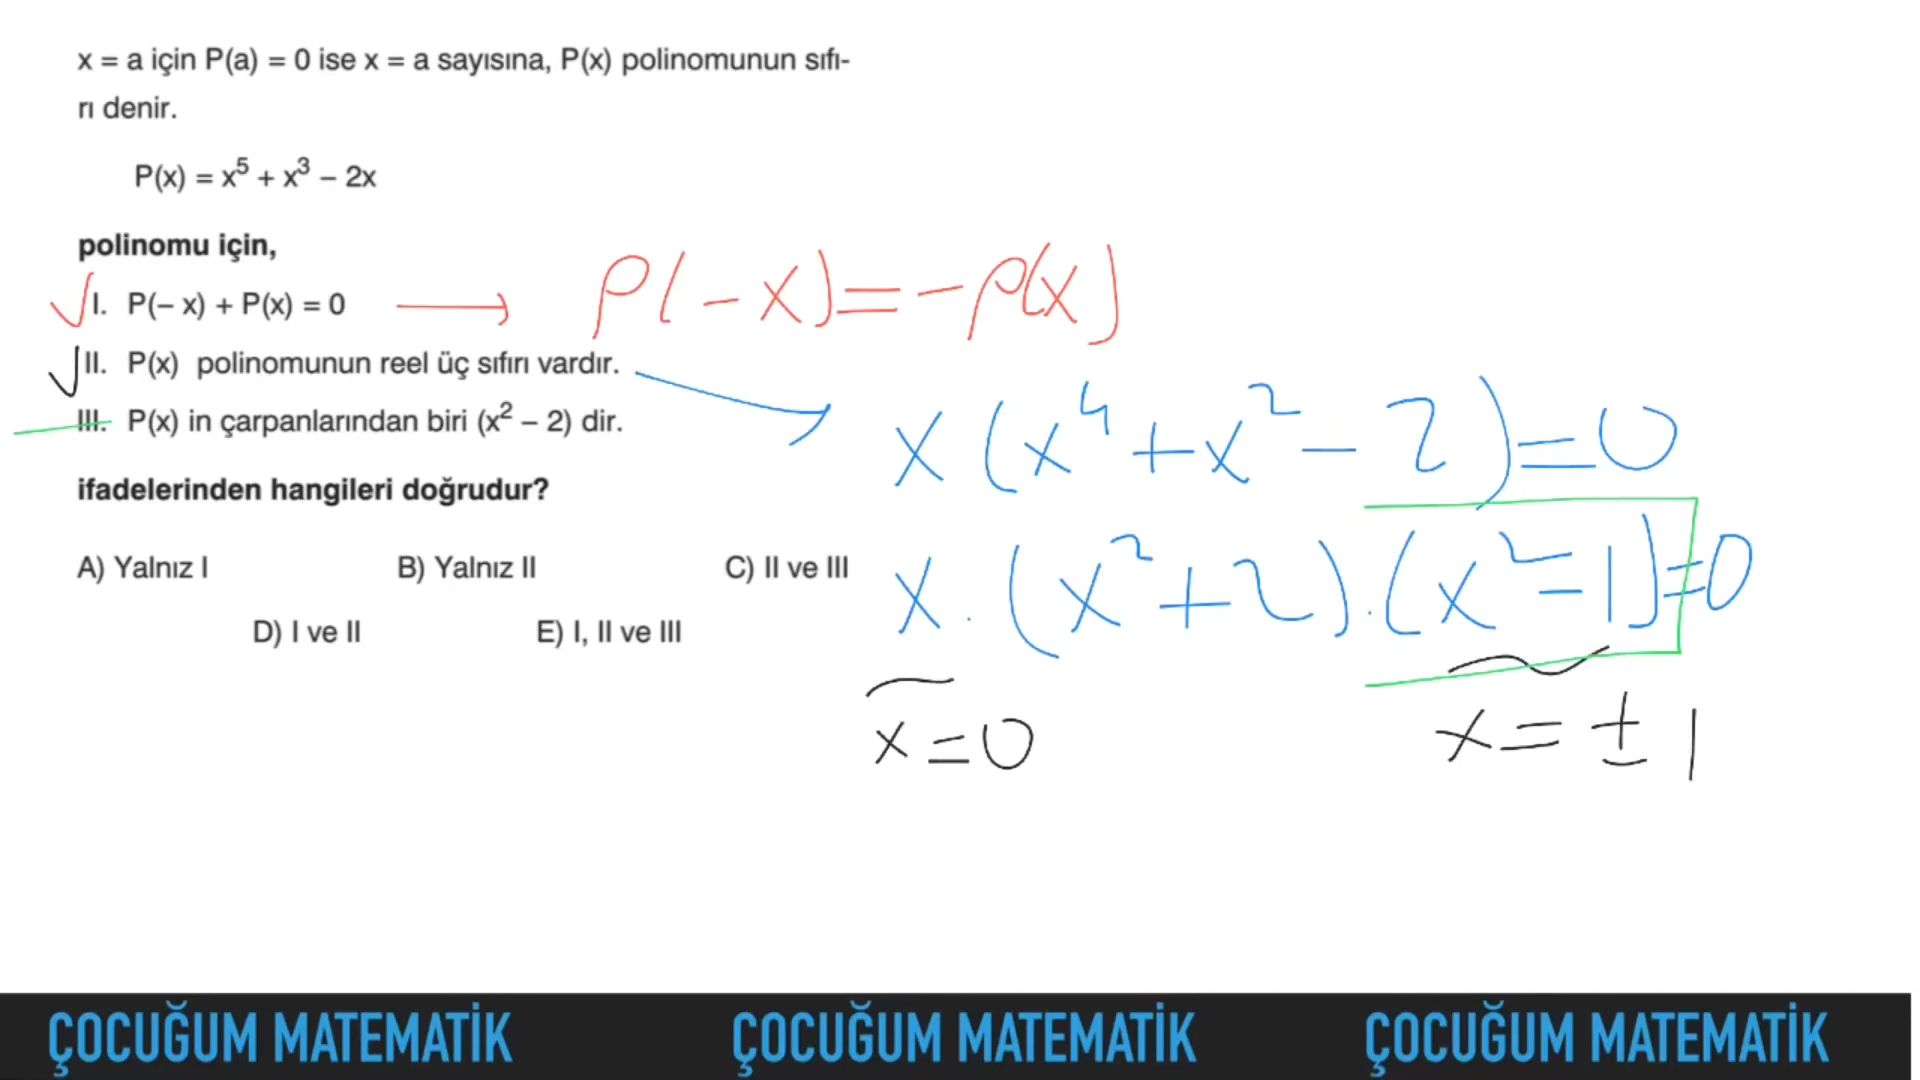 x = a için P(a) = 0 ise x = a sayısına, P(x) polinomunun sıfı-
rı denir.
P(x) = x⁵ + x³ – 2x
polinomu için,
I. P(– x) + P(x) = 0
P(-x)=-P(x)
II. P(x) polinomunun reel üç sıfırı vardır.
III. P(x) in çarpanlarından biri (x² – 2) dir.
x(x⁴+x²-2)=0
ifadelerinden hangileri doğrudur?
A) Yalnız I B) Yalnız II C) II ve III
x.(x²+2).(x²-1)=0
D) I ve II E) I, II ve III
x=0 x=±1
ÇOCUĞUM MATEMATİK ÇOCUĞUM MATEMATİK ÇOCUĞUM MATEMATİK